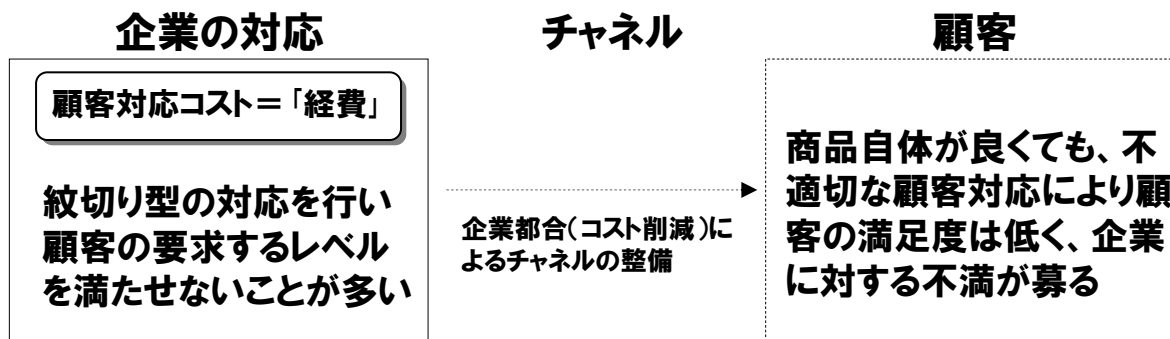 企業の対応
チャネル
顧客
顧客対応コスト＝「経費」
紋切り型の対応を行い
顧客の要求するレベル
を満たせないことが多い
企業都合（コスト削減）に
よるチャネルの整備
商品自体が良くても、不
適切な顧客対応により顧
客の満足度は低く、企業
に対する不満が募る